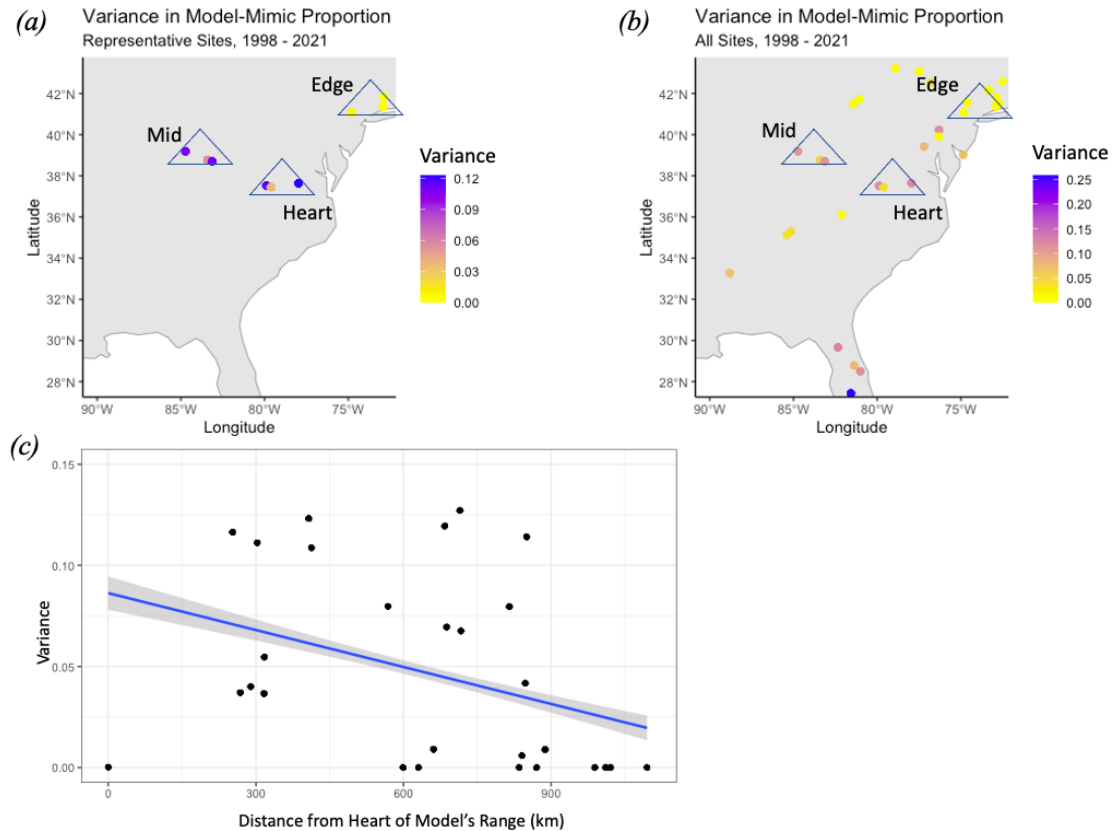 (a)
Variance in Model-Mimic Proportion
Representative Sites, 1998 - 2021
Edge
Mid
Heart
42°N
40°N
38°N
36°N
34°N
32°N
30°N
28°N
Latitude
90°W
85°W
80°W
75°W
Longitude
Variance
0.12
0.09
0.06
0.03
0.00
(b)
Variance in Model-Mimic Proportion
All Sites, 1998 - 2021
Edge
Mid
Heart
42°N
40°N
38°N
36°N
34°N
32°N
30°N
28°N
Latitude
90°W
85°W
80°W
75°W
Longitude
Variance
0.25
0.20
0.15
0.10
0.05
0.00
(c)
0.15
0.10
0.05
0.00
Variance
0
300
600
900
Distance from Heart of Model's Range (km)